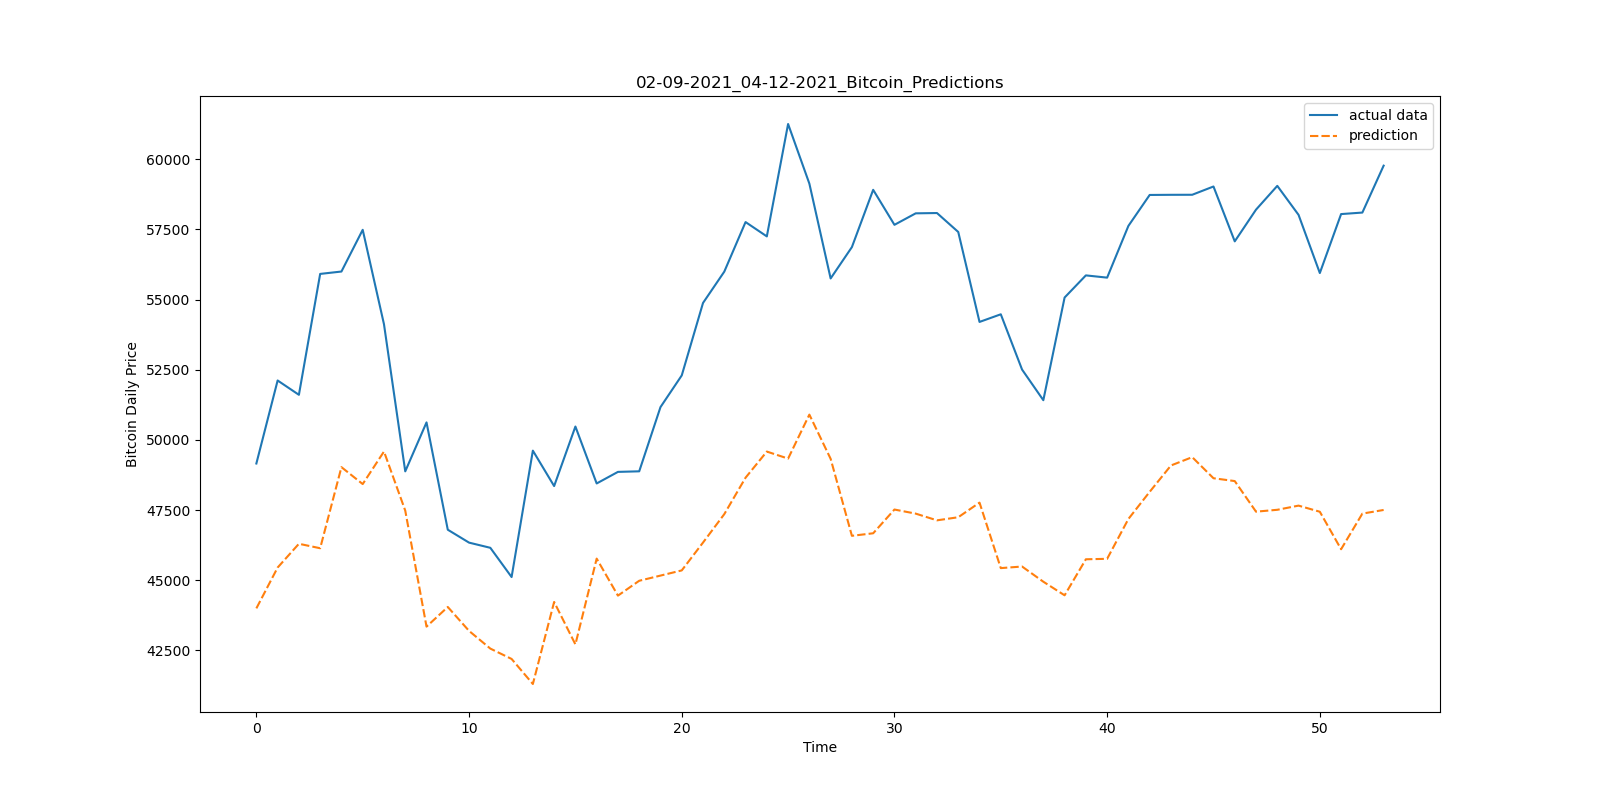 02-09-2021_04-12-2021_Bitcoin_Predictions
actual data
prediction
60000
57500
55000
52500
50000
47500
45000
42500
Bitcoin Daily Price
0 10 20 30 40 50
Time